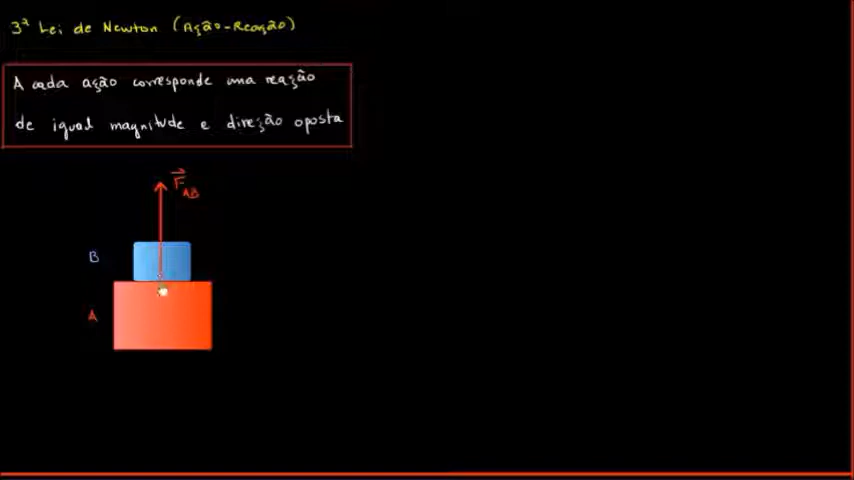 3ª Lei de Newton (Ação-Reação)
A cada ação corresponde uma reação
de igual magnitude e direção oposta
F AB
B
A